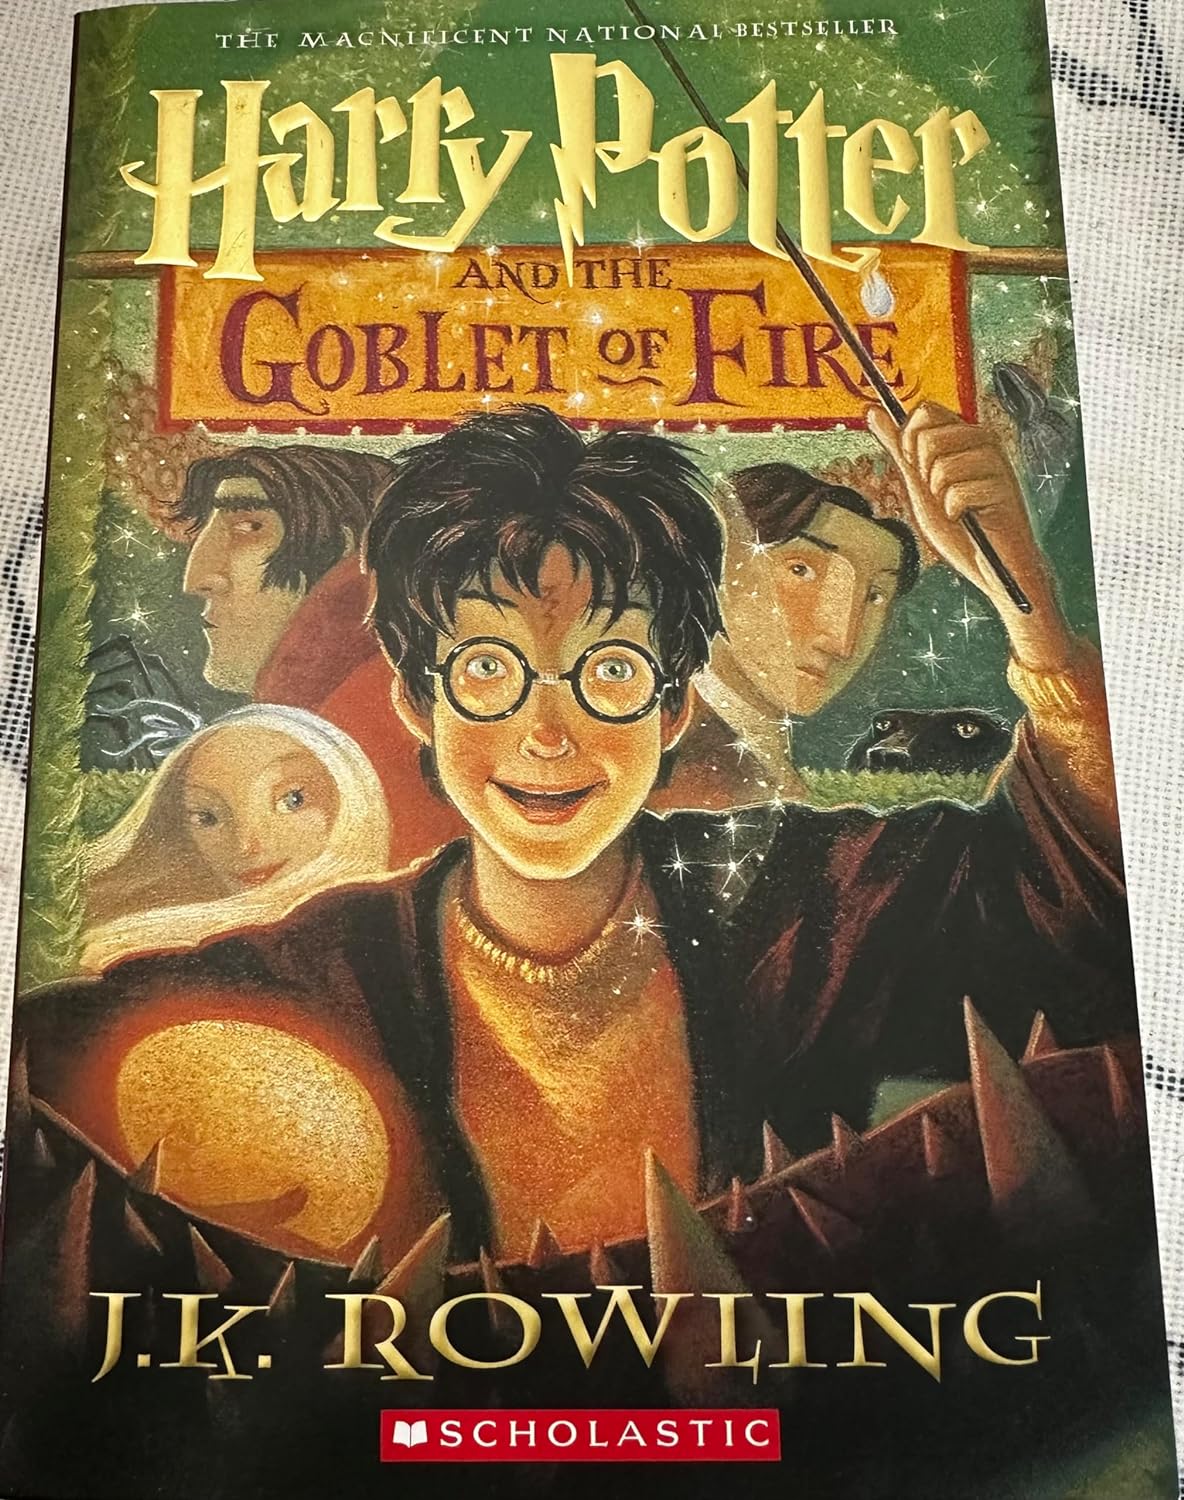 THE MAGNIFICENT NATIONAL BESTSELLER
Harry Potter
AND THE
GOBLET OF FIRE
J.K. ROWLING
SCHOLASTIC